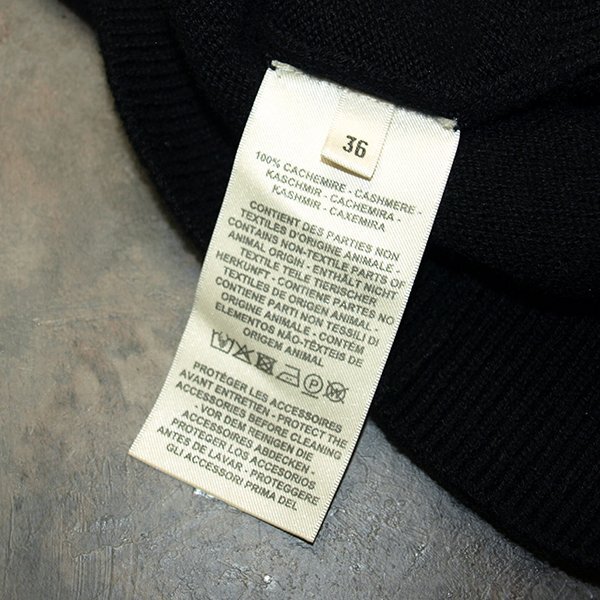 36
100% CACHEMIRE - CASHMERE -
KASCHMIR - CACHEMIRA -
KASHMIR - CAXEMIRA
CONTIENT DES PARTIES NON
TEXTILES D'ORIGINE ANIMALE -
CONTAINS NON-TEXTILE PARTS OF
ANIMAL ORIGIN - ENTHÄLT NICHT
TEXTILE TEILE TIERISCHER
HERKUNFT - CONTIENE PARTES NO
TEXTILES DE ORIGEN ANIMAL -
CONTIENE PARTI NON TESSILI DI
ORIGINE ANIMALE - CONTÉM
ELEMENTOS NÃO-TÊXTEIS DE
ORIGEM ANIMAL
P W
PROTÉGER LES ACCESSOIRES
AVANT ENTRETIEN - PROTECT THE
ACCESSORIES BEFORE CLEANING
- VOR DEM REINIGEN DIE
ACCESSOIRES ABDECKEN -
PROTEGER LOS ACCESORIOS
ANTES DE LAVAR - PROTEGGERE
GLI ACCESSORI PRIMA DEL